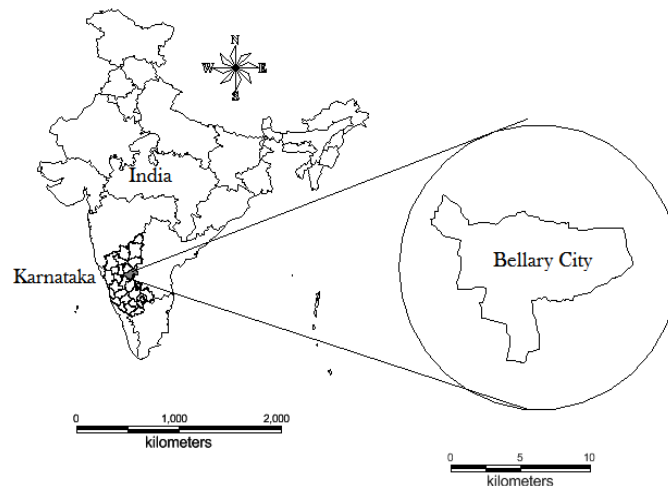 N
W E
S
India
Karnataka
Bellary City
0 1,000 2,000
kilometers
0 5 10
kilometers